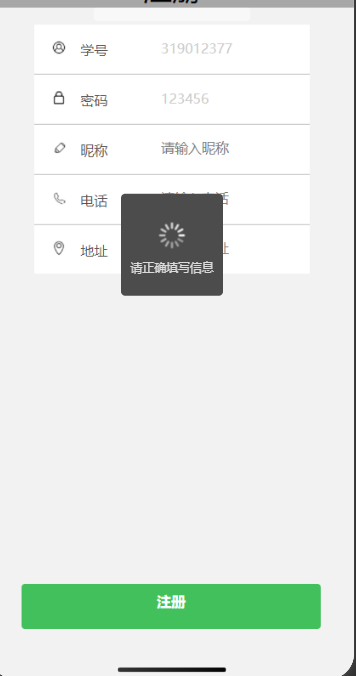 学号 319012377
密码 123456
昵称 请输入昵称
电话
地址
请正确填写信息
注册